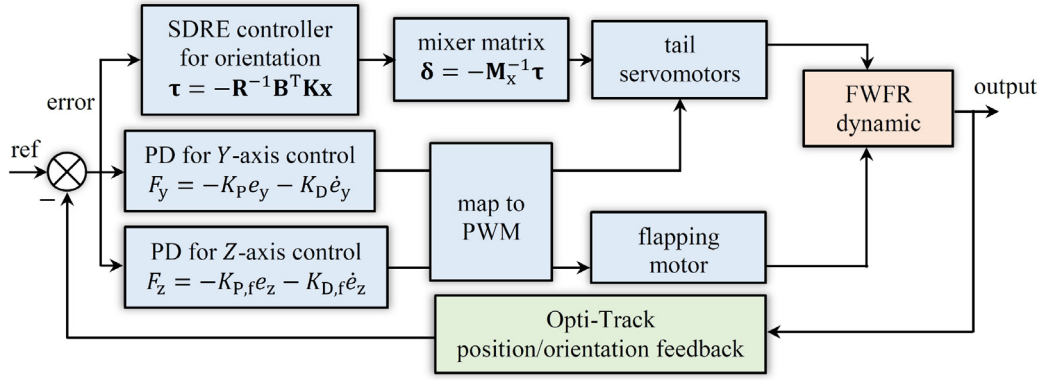 SDRE controller
for orientation
τ = −R⁻¹BᵀKx
mixer matrix
δ = −Mₓ⁻¹τ
tail
servomotors
FWFR
dynamic
output
error
ref
−
PD for Y-axis control
F_y = −K_P e_y − K_D ė_y
map to
PWM
PD for Z-axis control
F_z = −K_P,f e_z − K_D,f ė_z
flapping
motor
Opti-Track
position/orientation feedback